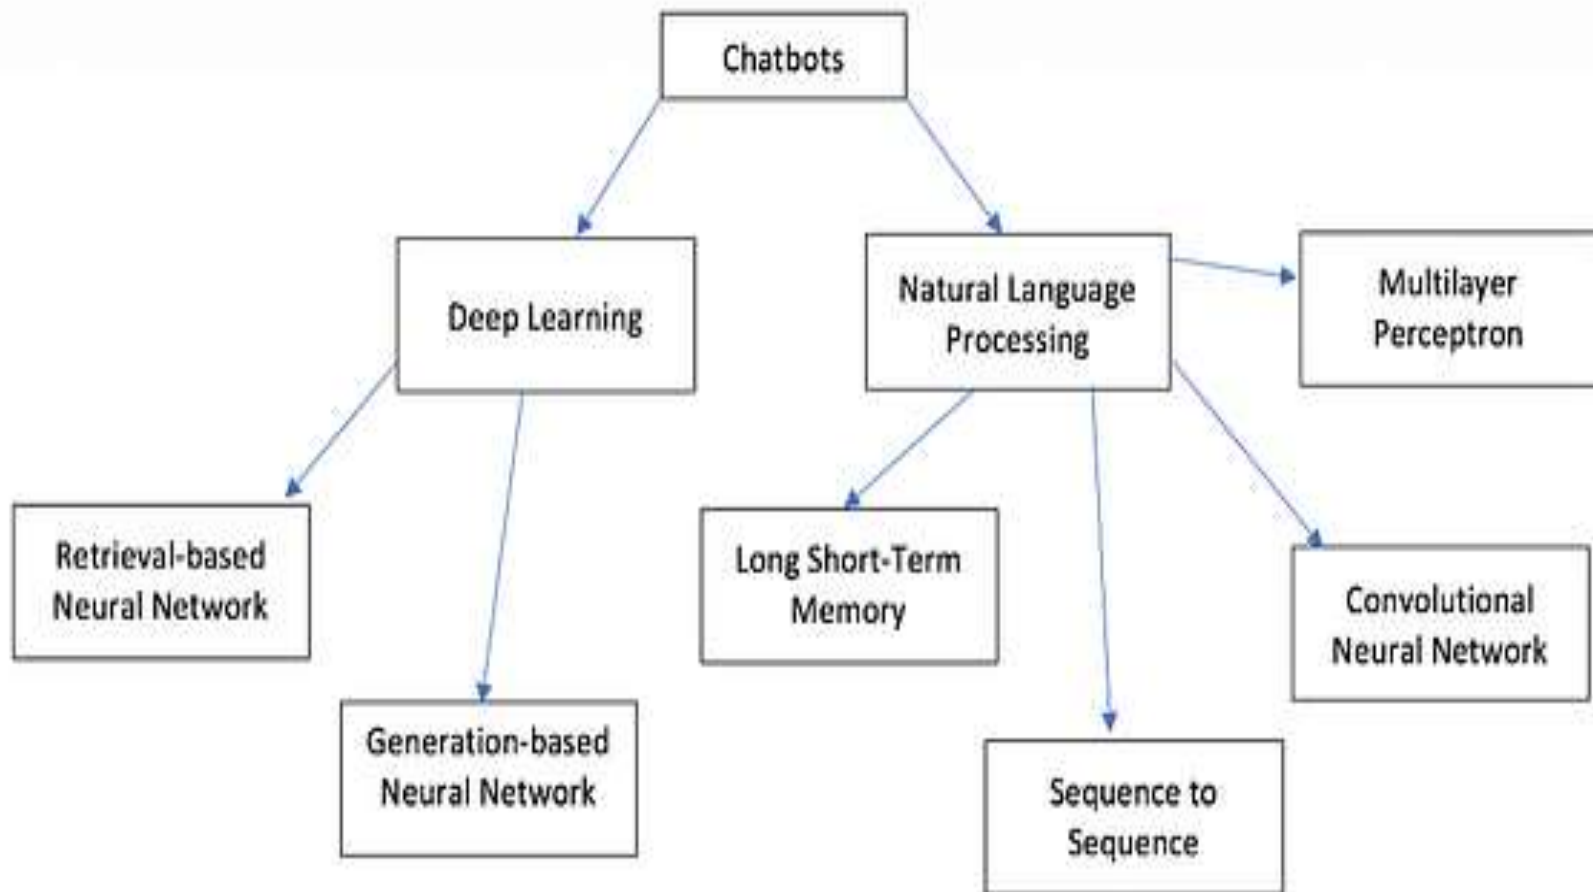 Chatbots
Deep Learning
Natural Language
Processing
Multilayer
Perceptron
Retrieval-based
Neural Network
Generation-based
Neural Network
Long Short-Term
Memory
Sequence to
Sequence
Convolutional
Neural Network